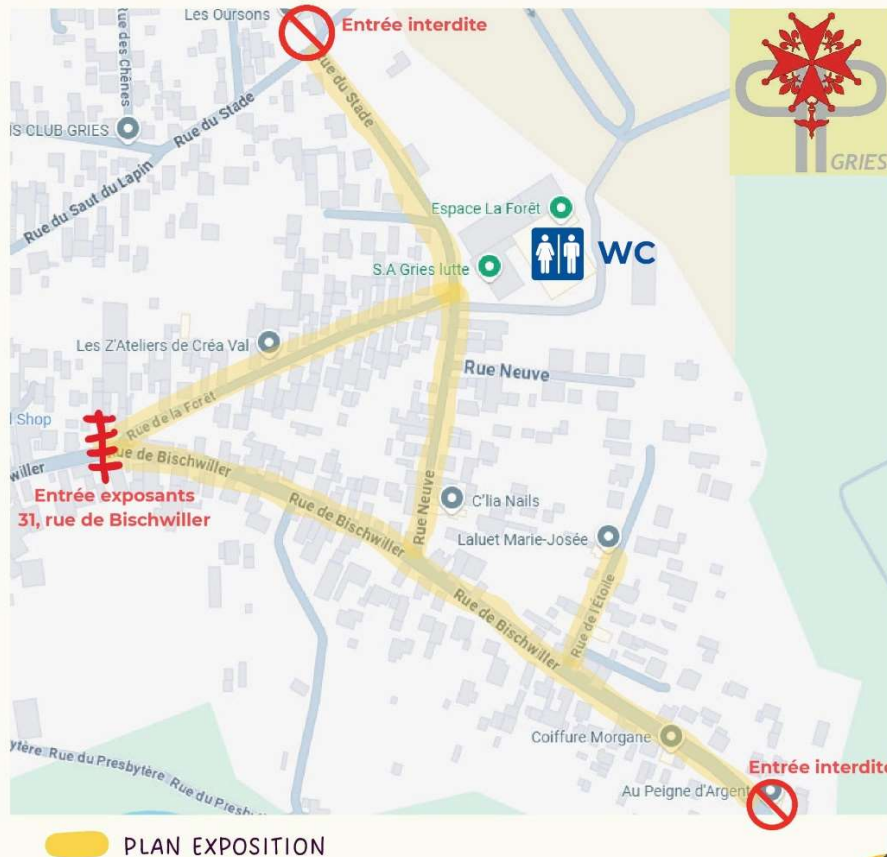 Les Oursons
Entrée interdite
Rue des Chênes
Rue du Stade
Rue du Stade
S CLUB GRIES
Rue du Saut du Lapin
GRIES
Espace La Forêt
WC
S.A Gries lutte
Les Z'Ateliers de Créa Val
Rue Neuve
Rue de la Forêt
Shop
willer
Rue de Bischwiller
Entrée exposants
31, rue de Bischwiller
Rue de Bischwiller
Rue Neuve
C'lia Nails
Laluet Marie-Josée
Rue de Bischwiller
Rue de l'Étoile
Coiffure Morgane
Entrée interdite
Au Peigne d'Argent
ytère Rue du Presbytère Rue du Presb
PLAN EXPOSITION